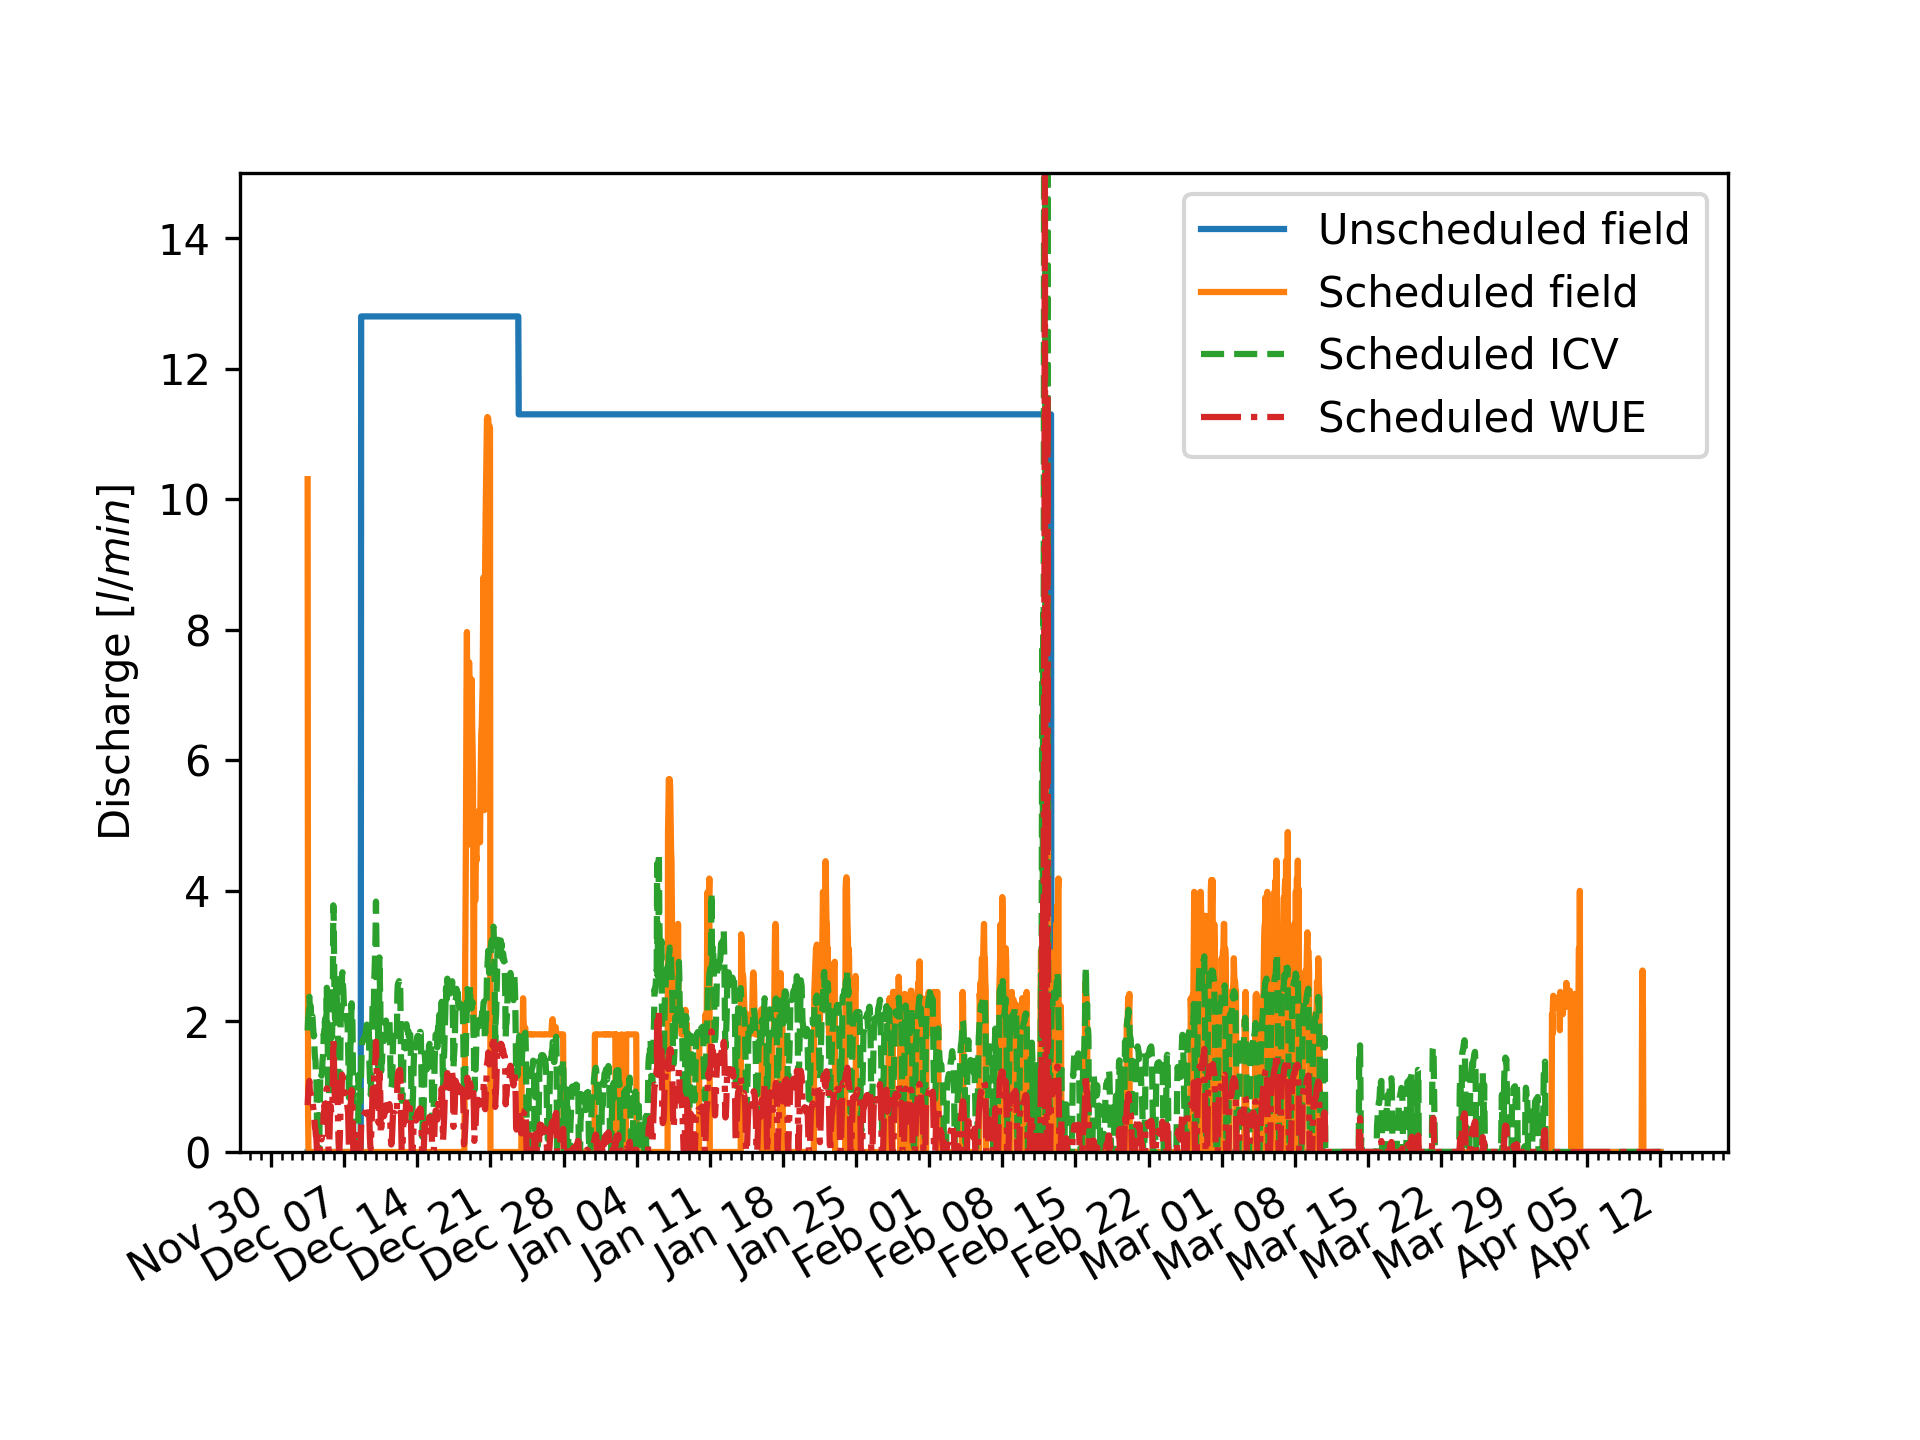 Unscheduled field
Scheduled field
Scheduled ICV
Scheduled WUE
Discharge [l/min]
14
12
10
8
6
4
2
0
Nov 30
Dec 07
Dec 14
Dec 21
Dec 28
Jan 04
Jan 11
Jan 18
Jan 25
Feb 01
Feb 08
Feb 15
Feb 22
Mar 01
Mar 08
Mar 15
Mar 22
Mar 29
Apr 05
Apr 12